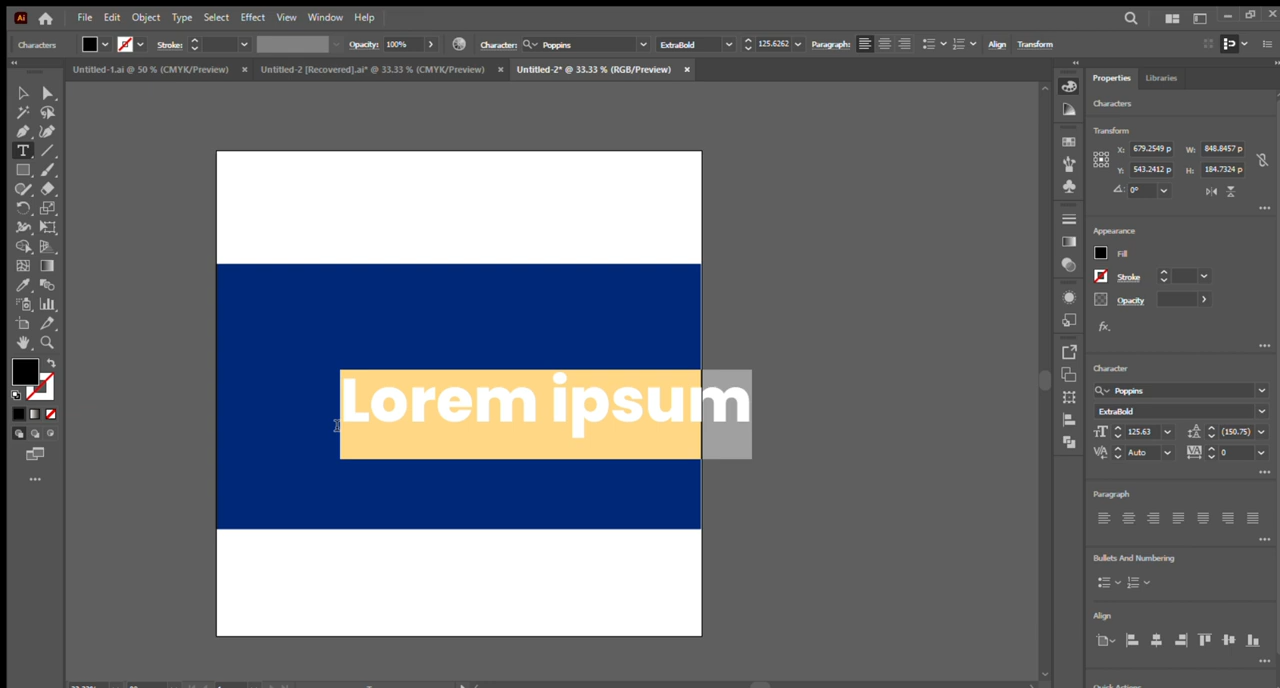 Ai File Edit Object Type Select Effect View Window Help
Characters Stroke: Opacity: 100% Character: Poppins ExtraBold 125.6262 Paragraph: Align Transform
Untitled-1.ai @ 50 % (CMYK/Preview) × Untitled-2 [Recovered].ai* @ 33.33 % (CMYK/Preview) × Untitled-2* @ 33.33 % (RGB/Preview) ×
Properties Libraries
Characters
Transform
X: 679.2549 p W: 848.8457 p
Y: 543.2412 p H: 184.7324 p
0°
Appearance
Fill
Stroke
Opacity
fx.
Character
Poppins
ExtraBold
125.63 (150.75)
Auto 0
Paragraph
Bullets And Numbering
Align
Lorem ipsum